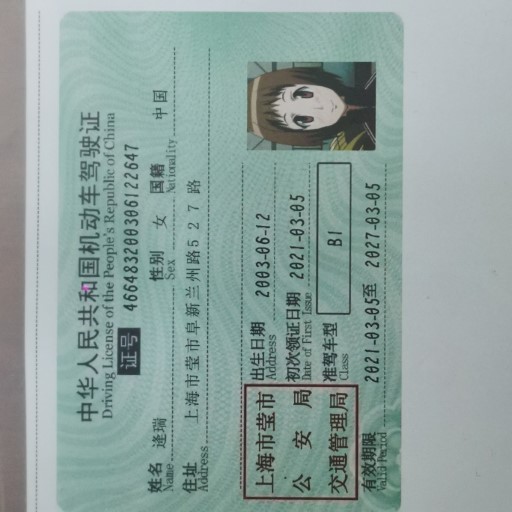 中华人民共和国机动车驾驶证
Driving License of the People's Republic of China
证号 466483200306122647
姓名 逄瑞 性别 女 国籍 中国
Name Sex Nationality
住址 上海市莹市阜新兰州路527路
Address
出生日期 2003-06-12
Address
初次领证日期 2021-03-05
Date of First Issue
准驾车型 B1
Class
有效期限 2021-03-05至 2027-03-05
Valid Period
上海市莹市
公安局
交通管理局